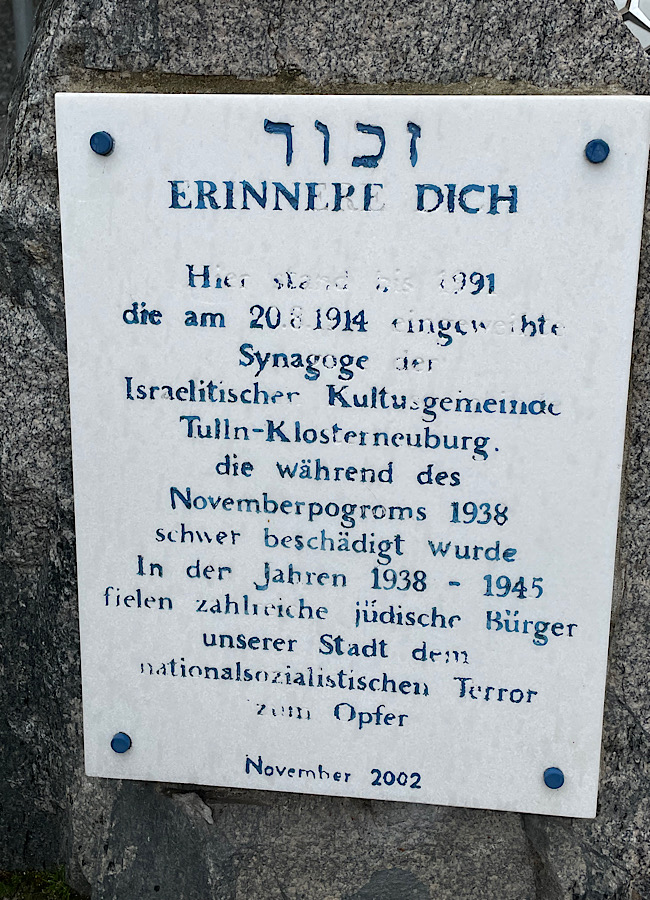 זכור
ERINNERE DICH
Hier stand bis 1991
die am 20.8.1914 eingeweihte
Synagoge der
Israelitischer Kultusgemeinde
Tulln-Klosterneuburg.
die während des
Novemberpogroms 1938
schwer beschädigt wurde
In der Jahren 1938 - 1945
fielen zahlreiche jüdische Bürger
unserer Stadt dem
nationalsozialistischen Terror
zum Opfer
November 2002